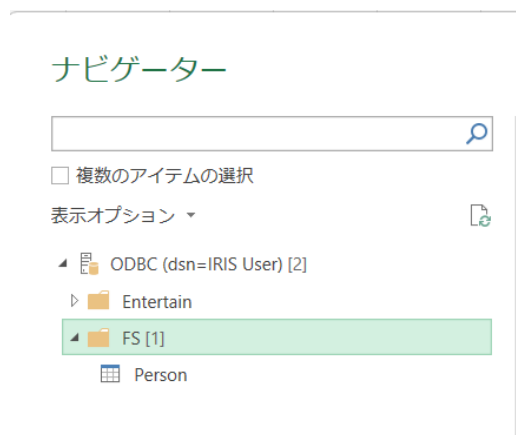 ナビゲーター
複数のアイテムの選択
表示オプション
ODBC (dsn=IRIS User) [2]
Entertain
FS [1]
Person